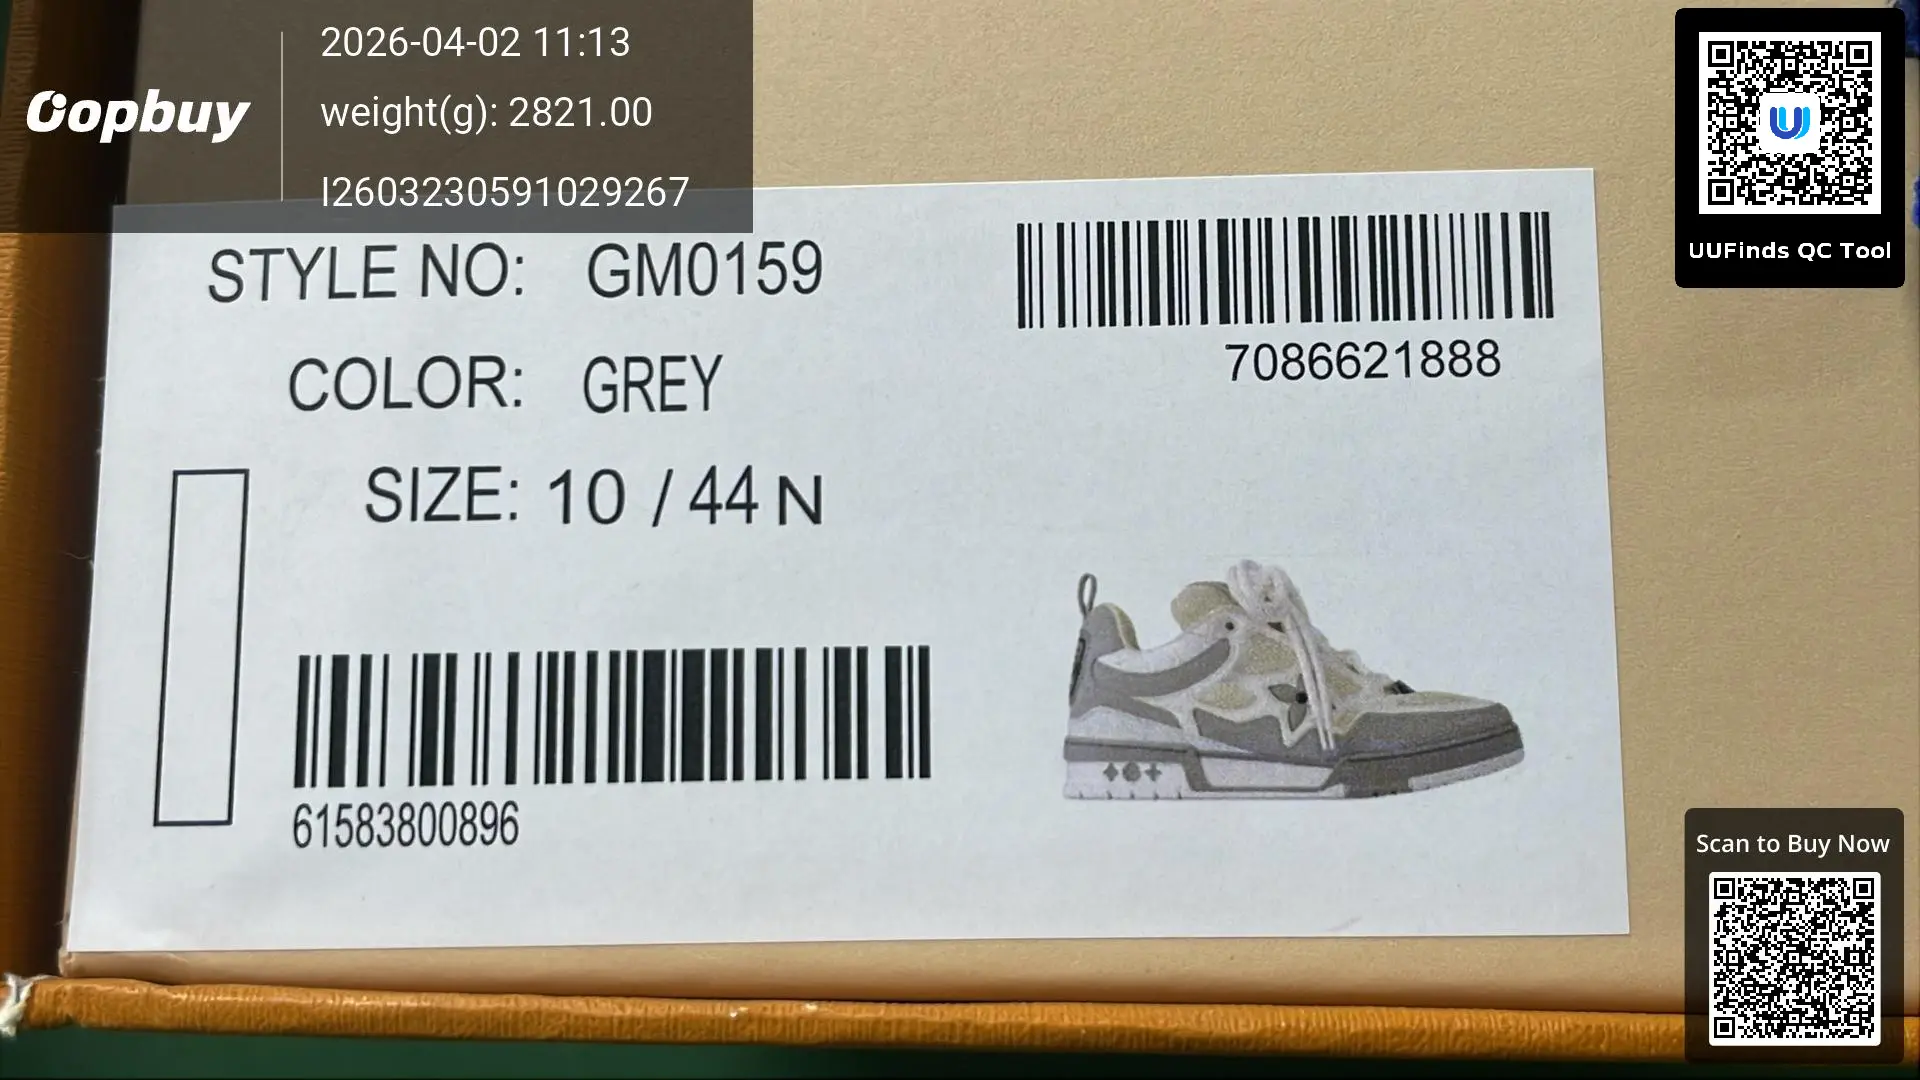 Oopbuy
2026-04-02 11:13
weight(g): 2821.00
I2603230591029267
UUFinds QC Tool
STYLE NO: GM0159
COLOR: GREY
SIZE: 10 / 44 N
7086621888
61583800896
Scan to Buy Now